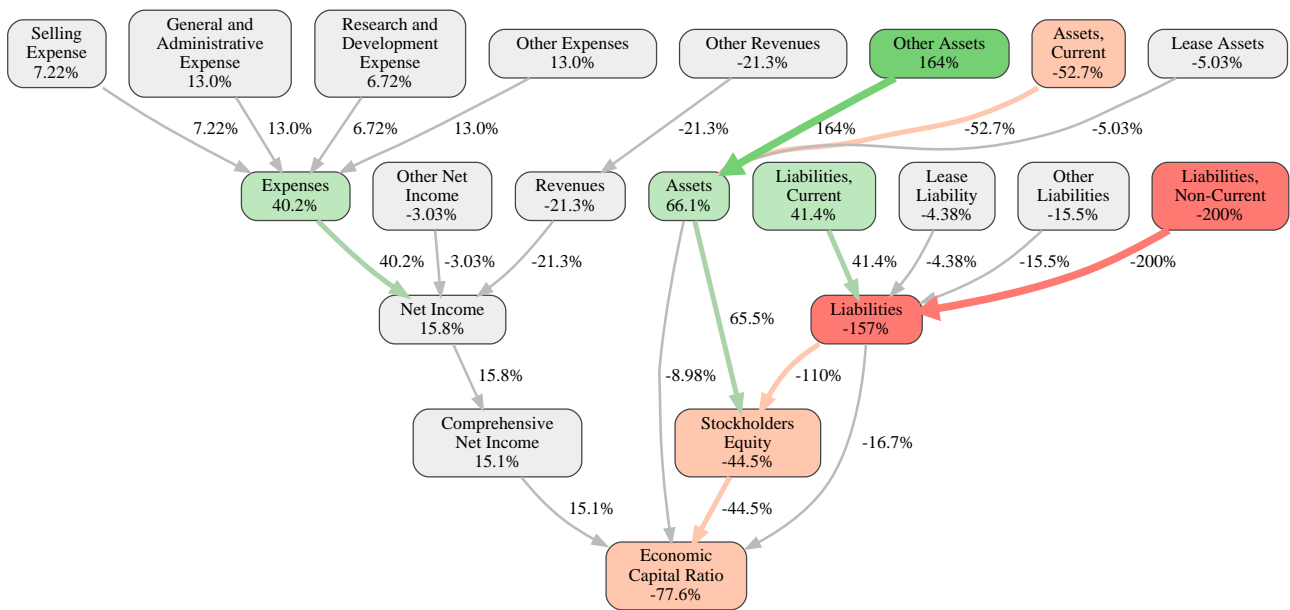 Selling
Expense
7.22%
General and
Administrative
Expense
13.0%
Research and
Development
Expense
6.72%
Other Expenses
13.0%
Other Revenues
-21.3%
Other Assets
164%
Assets,
Current
-52.7%
Lease Assets
-5.03%
7.22%
13.0%
6.72%
13.0%
-21.3%
164%
-52.7%
-5.03%
Expenses
40.2%
Other Net
Income
-3.03%
Revenues
-21.3%
Assets
66.1%
Liabilities,
Current
41.4%
Lease
Liability
-4.38%
Other
Liabilities
-15.5%
Liabilities,
Non-Current
-200%
40.2%
-3.03%
-21.3%
41.4%
-4.38%
-15.5%
-200%
Net Income
15.8%
65.5%
Liabilities
-157%
15.8%
-8.98%
-110%
Comprehensive
Net Income
15.1%
Stockholders
Equity
-44.5%
-16.7%
15.1%
-44.5%
Economic
Capital Ratio
-77.6%